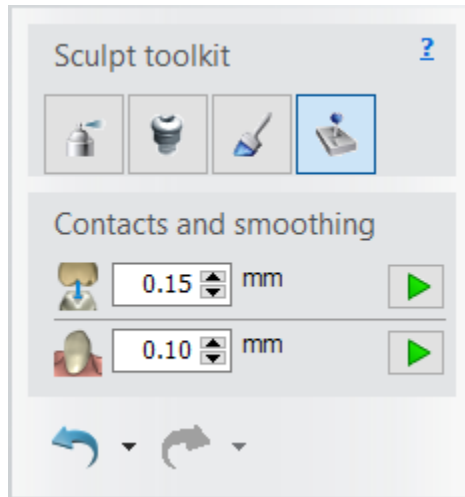 Sculpt toolkit ?
Contacts and smoothing
0.15 mm
0.10 mm